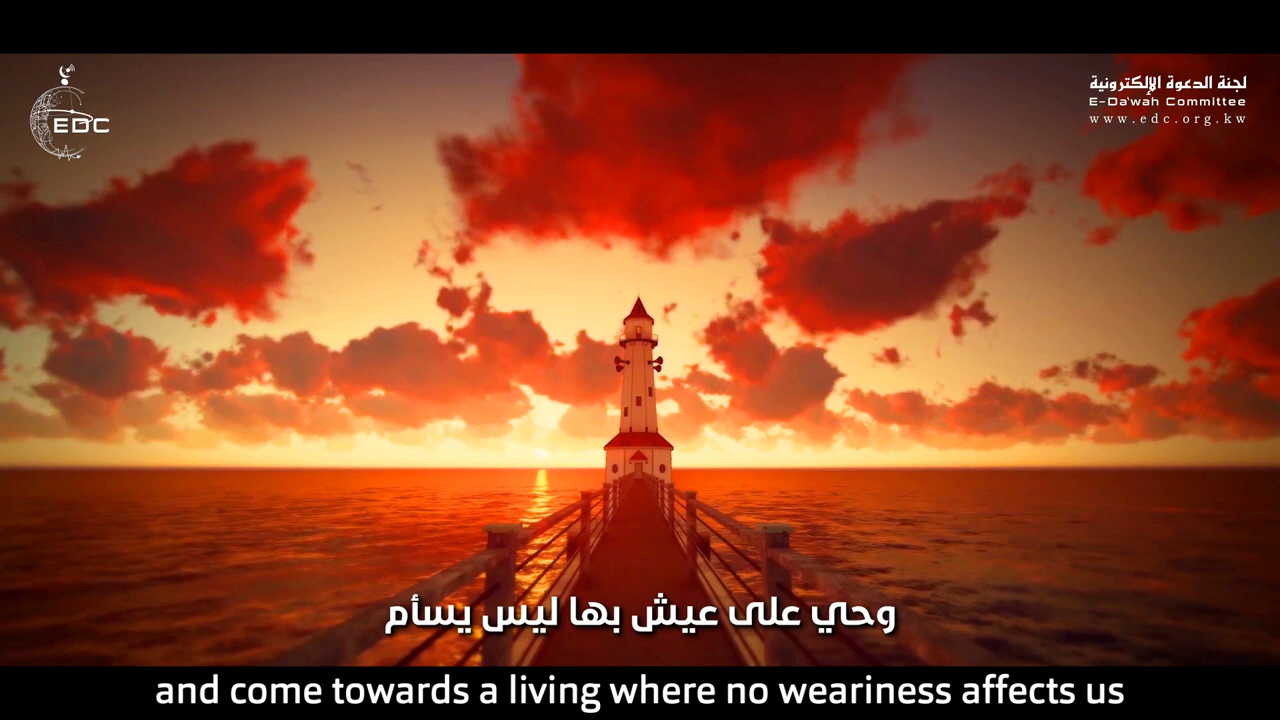 EDC
لجنة الدعوة الإلكترونية
E-Da'wah Committee
www.edc.org.kw
وحي على عيش بها ليس يسأم
and come towards a living where no weariness affects us